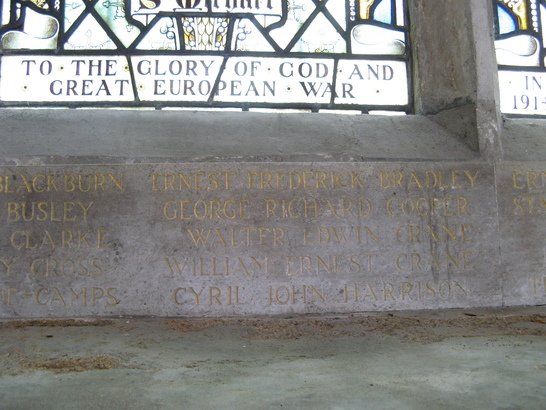 TO · THE · GLORY · OF · GOD · AND
GREAT · EUROPEAN · WAR ·
IN
1914
BLACKBURN
BUSLEY
CLARKE
Y CROSS
E-CAMPS
ERNEST FREDERICK BRADLEY
GEORGE RICHARD COOPER
WALTER EDWIN CRANE
WILLIAM ERNEST CRANE
CYRIL JOHN HARRISON